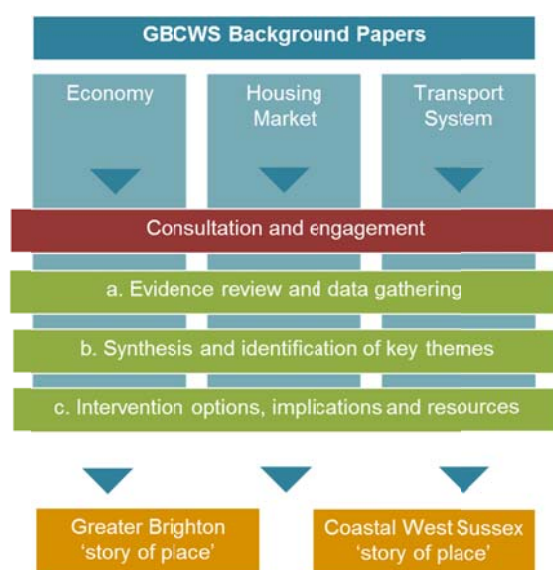 GBCWS Background Papers
Economy
Housing
Market
Transport
System
Consultation and engagement
a. Evidence review and data gathering
b. Synthesis and identification of key themes
c. Intervention options, implications and resources
Greater Brighton
‘story of place’
Coastal West Sussex
‘story of place’